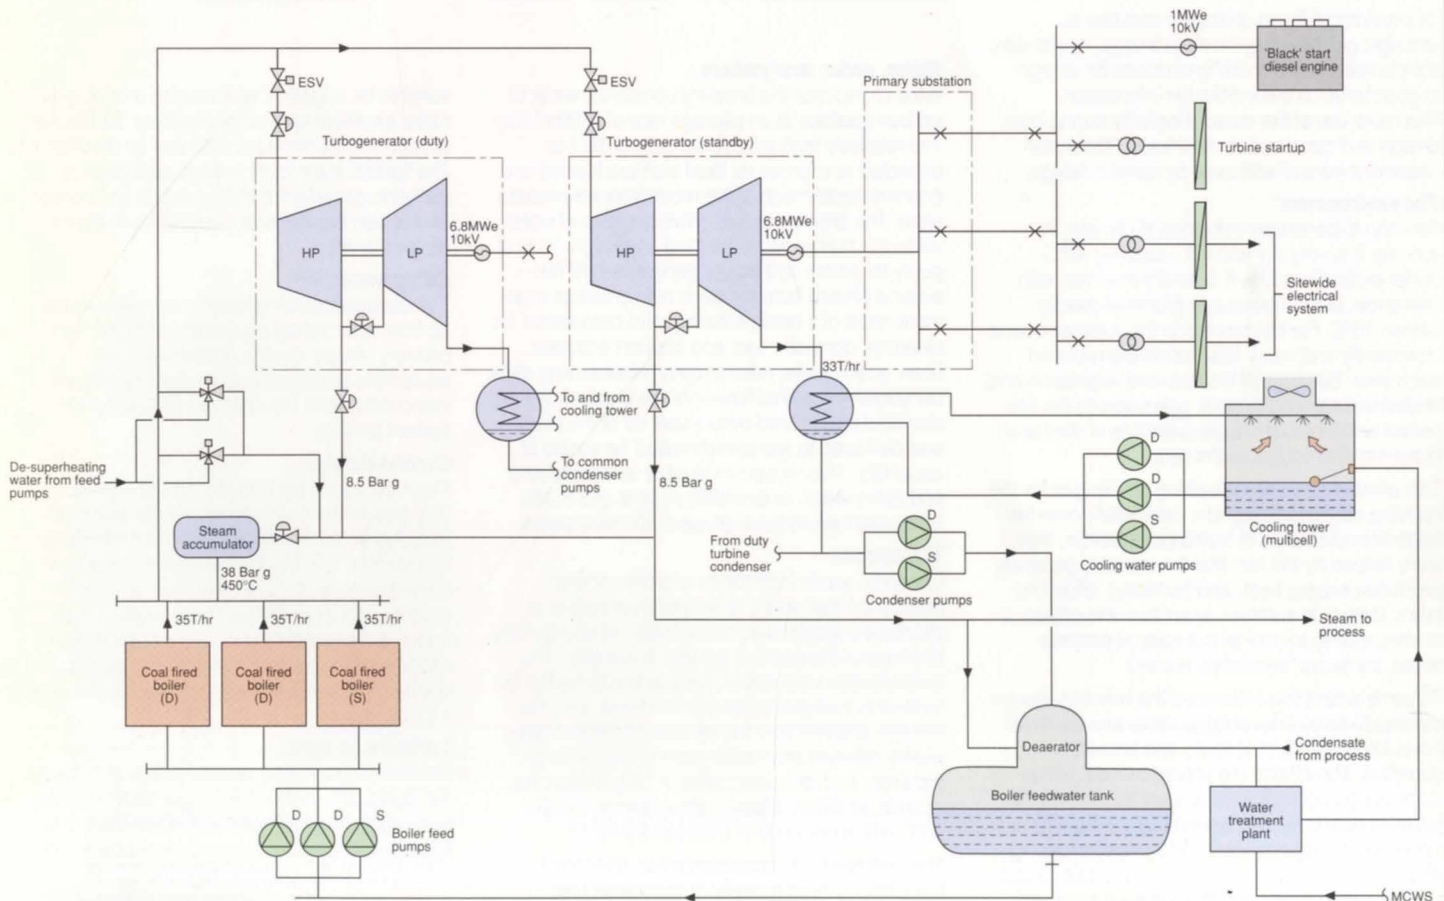 1MWe
10kV
'Black' start
diesel engine
ESV
ESV
Primary substation
Turbogenerator (duty)
Turbogenerator (standby)
Turbine startup
6.8MWe
10kV
6.8MWe
10kV
HP
LP
HP
LP
Sitewide
electrical
system
33T/hr
To and from
cooling tower
To common
condenser
pumps
De-superheating
water from feed
pumps
8.5 Bar g
8.5 Bar g
D
D
S
Cooling water pumps
Cooling tower
(multicell)
Steam
accumulator
38 Bar g
450°C
From duty
turbine
condenser
D
S
Condenser pumps
35T/hr
35T/hr
35T/hr
Steam to
process
Coal fired
boiler
(D)
Coal fired
boiler
(D)
Coal fired
boiler
(S)
Deaerator
Condensate
from process
Boiler feedwater tank
Water
treatment
plant
D
D
S
Boiler feed
pumps
MCWS